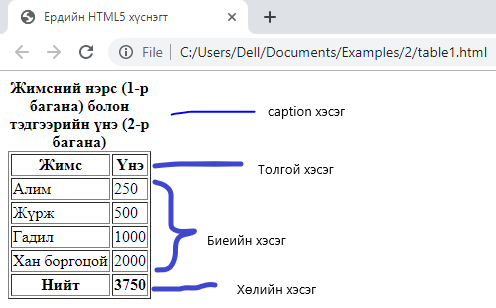 Ердийн HTML5 хүснэгт
File C:/Users/Dell/Documents/Examples/2/table1.html
Жимсний нэрс (1-р
багана) болон
тэдгээрийн үнэ (2-р
багана)
caption хэсэг
Жимс Үнэ
Толгой хэсэг
Алим 250
Жүрж 500
Гадил 1000
Биеийн хэсэг
Хан боргоцой 2000
Нийт 3750
Хөлийн хэсэг